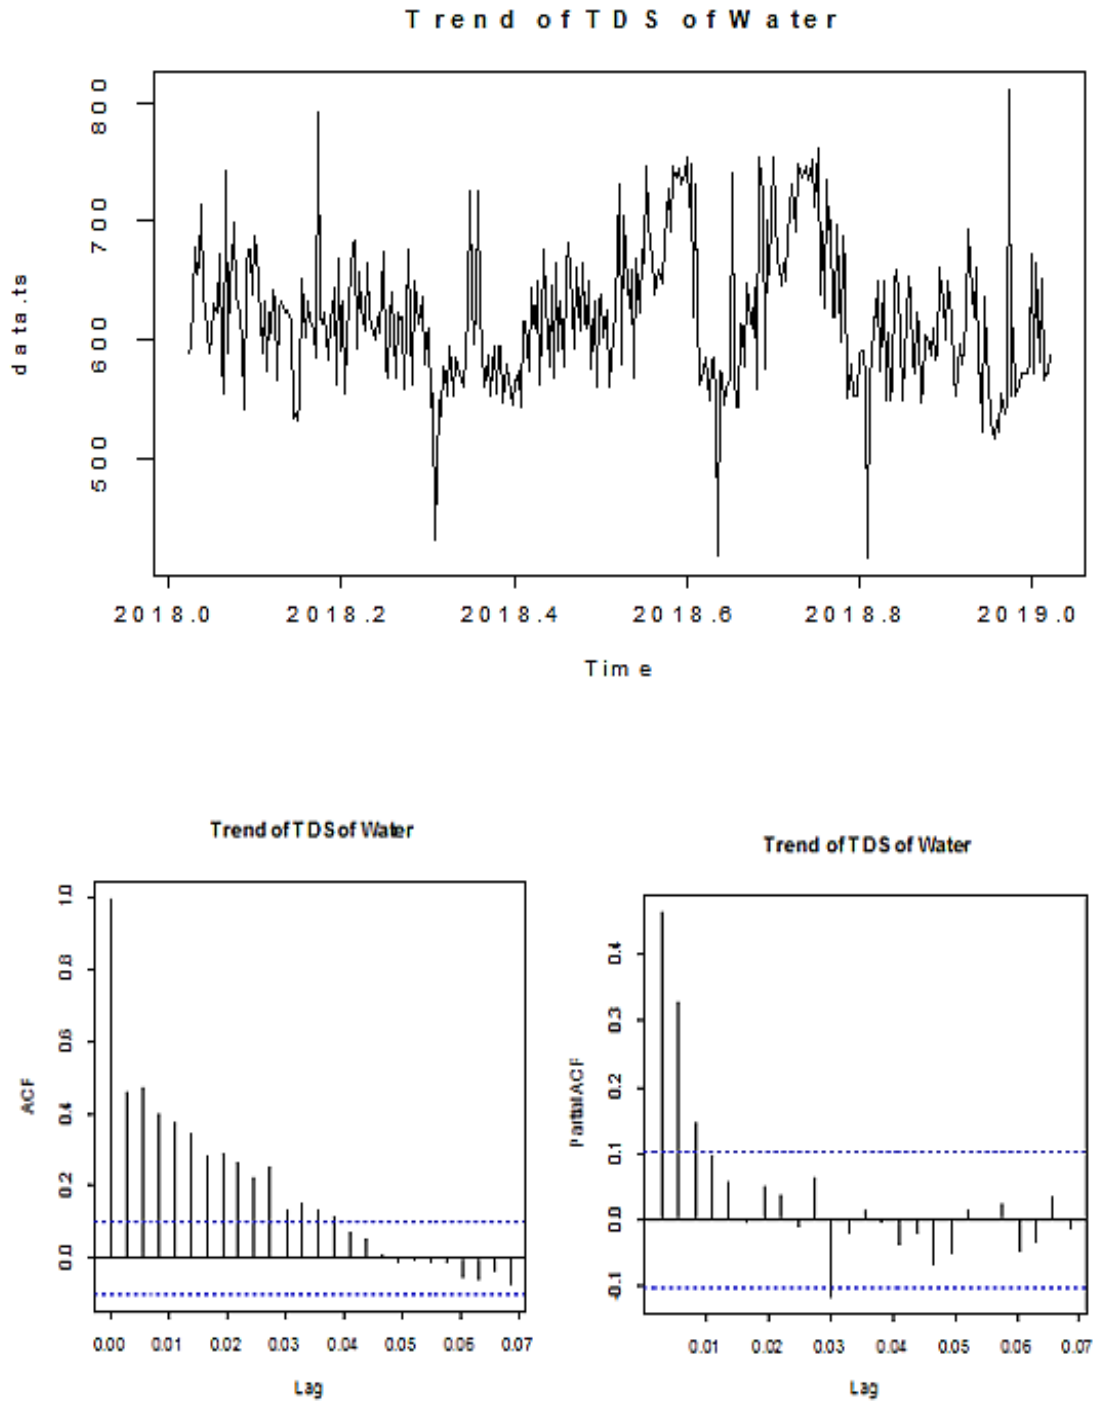 Trend of TDS of Water
800
700
600
500
data.ts
2018.0 2018.2 2018.4 2018.6 2018.8 2019.0
Time
Trend of TDS of Water
1.0
0.8
0.6
0.4
0.2
0.0
ACF
0.00 0.01 0.02 0.03 0.04 0.05 0.06 0.07
Lag
Trend of TDS of Water
0.4
0.3
0.2
0.1
0.0
-0.1
Partial ACF
0.01 0.02 0.03 0.04 0.05 0.06 0.07
Lag